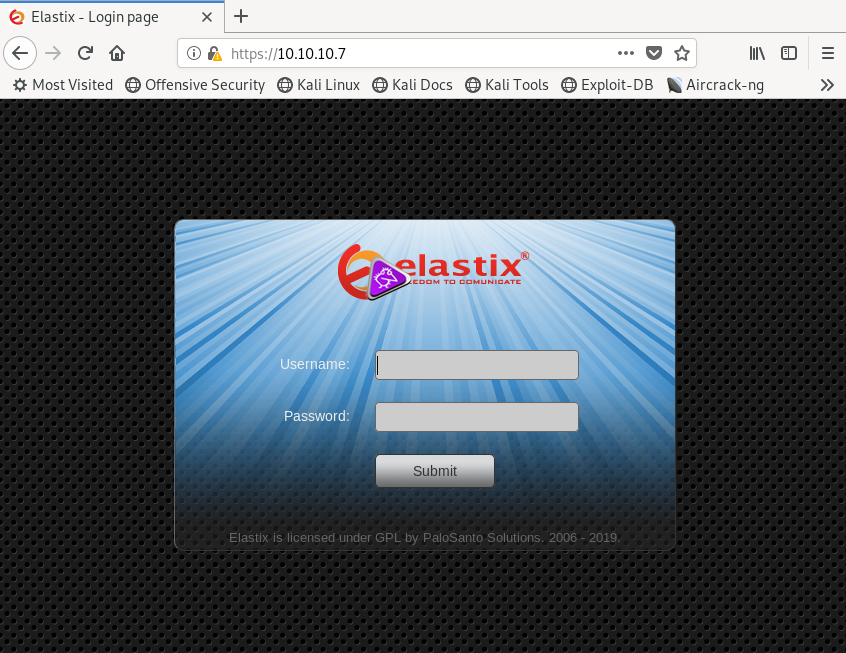 Elastix - Login page
https://10.10.10.7
Most Visited Offensive Security Kali Linux Kali Docs Kali Tools Exploit-DB Aircrack-ng
elastix®
EDOM TO COMUNICATE
Username:
Password:
Submit
Elastix is licensed under GPL by PaloSanto Solutions. 2006 - 2019.